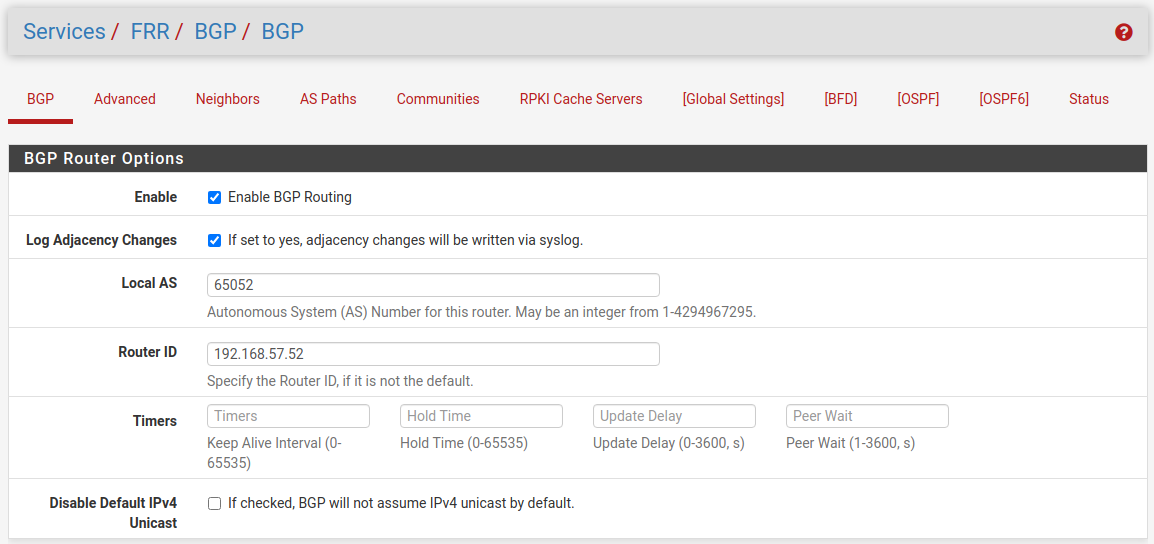 Services / FRR / BGP / BGP
BGP Advanced Neighbors AS Paths Communities RPKI Cache Servers [Global Settings] [BFD] [OSPF] [OSPF6] Status
BGP Router Options
Enable Enable BGP Routing
Log Adjacency Changes If set to yes, adjacency changes will be written via syslog.
Local AS 65052
Autonomous System (AS) Number for this router. May be an integer from 1-4294967295.
Router ID 192.168.57.52
Specify the Router ID, if it is not the default.
Timers Timers Hold Time Update Delay Peer Wait
Keep Alive Interval (0- Hold Time (0-65535) Update Delay (0-3600, s) Peer Wait (1-3600, s)
65535)
Disable Default IPv4 If checked, BGP will not assume IPv4 unicast by default.
Unicast